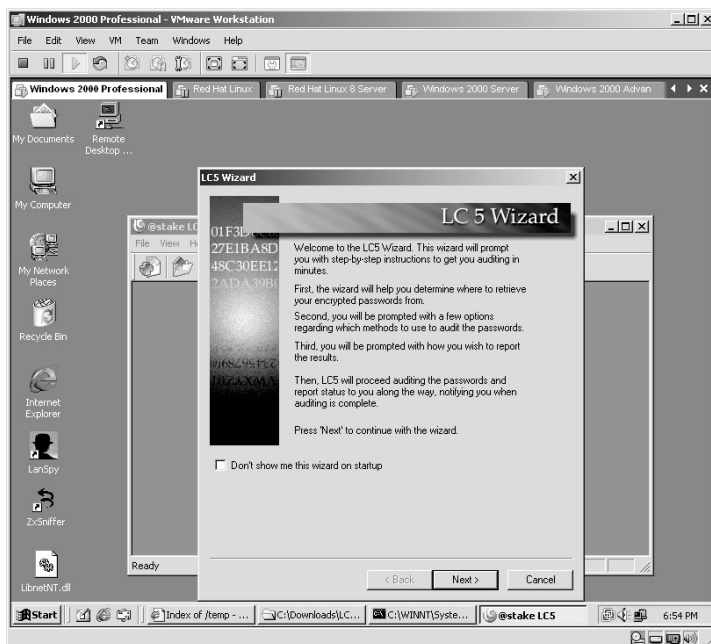 Windows 2000 Professional - VMware Workstation
File Edit View VM Team Windows Help
Windows 2000 Professional Red Hat Linux Red Hat Linux 8 Server Windows 2000 Server Windows 2000 Advan
My Documents
Remote Desktop ...
My Computer
My Network Places
Recycle Bin
Internet Explorer
LanSpy
ZxSniffer
LibnetNT.dll
@stake LC
File View H
Ready
LC5 Wizard
LC 5 Wizard
27E1BA8D
48C30EE12
2ADA39B0
Welcome to the LC5 Wizard. This wizard will prompt
you with step-by-step instructions to get you auditing in
minutes.
First, the wizard will help you determine where to retrieve
your encrypted passwords from.
Second, you will be prompted with a few options
regarding which methods to use to audit the passwords.
Third, you will be prompted with how you wish to report
the results.
Then, LC5 will proceed auditing the passwords and
report status to you along the way, notifying you when
auditing is complete.
Press 'Next' to continue with the wizard.
Don't show me this wizard on startup
< Back Next > Cancel
Start Index of /temp - ... C:\Downloads\LC... C:\WINNT\Syste... @stake LC5 6:54 PM